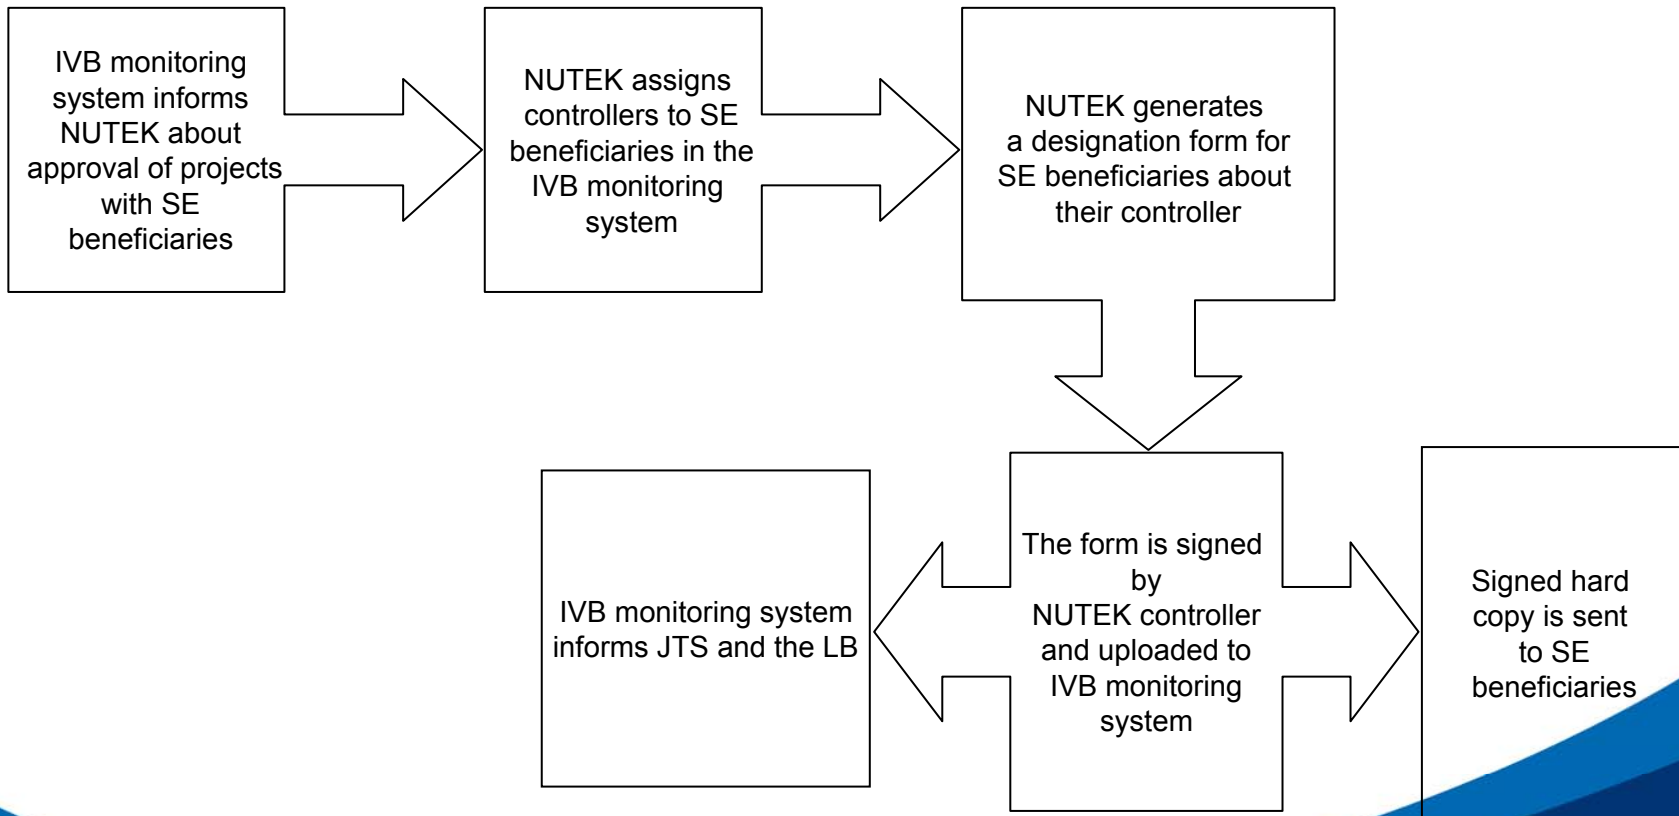 IVB monitoring
system informs
NUTEK about
approval of projects
with SE
beneficiaries
NUTEK assigns
controllers to SE
beneficiaries in the
IVB monitoring
system
NUTEK generates
a designation form for
SE beneficiaries about
their controller
IVB monitoring system
informs JTS and the LB
The form is signed
by
NUTEK controller
and uploaded to
IVB monitoring
system
Signed hard
copy is sent
to SE
beneficiaries